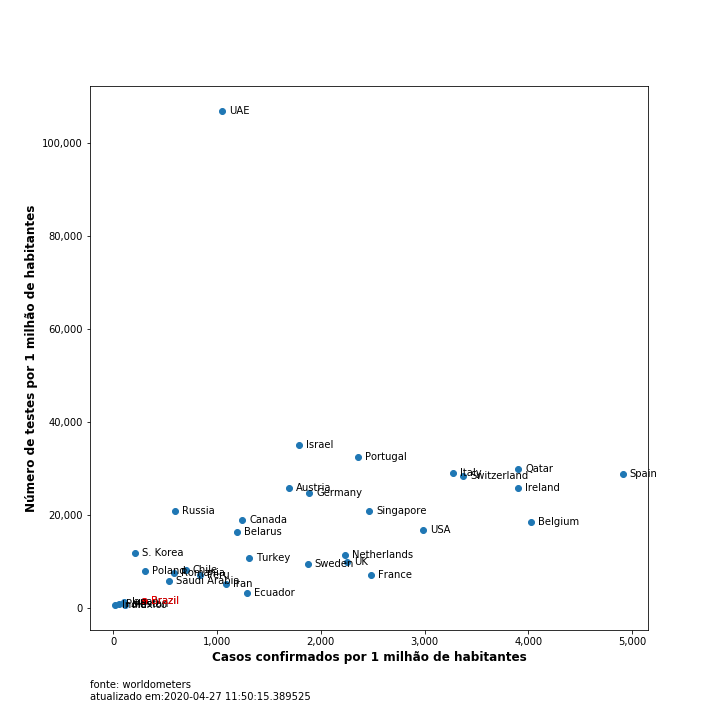 UAE
100,000
80,000
60,000
40,000
20,000
0
Número de testes por 1 milhão de habitantes
Israel
Portugal
Qatar
Italy
Switzerland
Spain
Austria
Germany
Ireland
Russia
Singapore
Canada
Belgium
Belarus
USA
S. Korea
Netherlands
Turkey
UK
Sweden
Poland
Chile
Romania
Peru
France
Saudi Arabia
Iran
Ecuador
Brazil
Mexico
0 1,000 2,000 3,000 4,000 5,000
Casos confirmados por 1 milhão de habitantes
fonte: worldometers
atualizado em:2020-04-27 11:50:15.389525